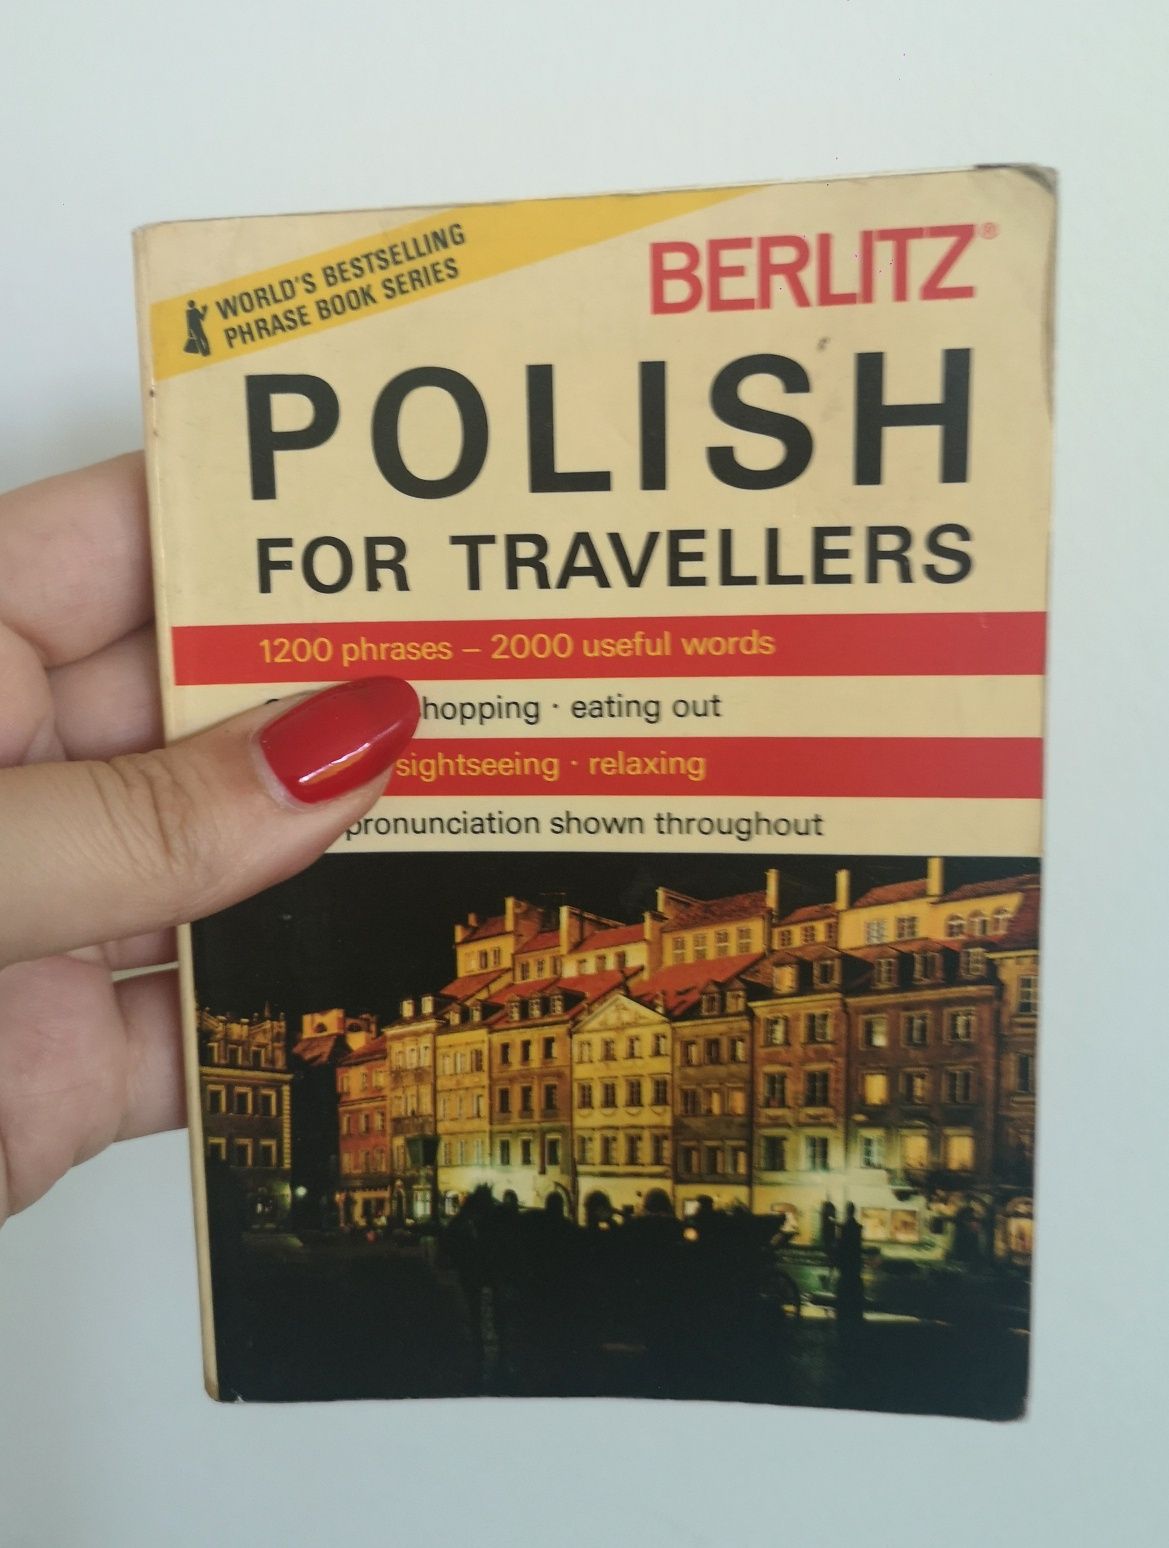 WORLD'S BESTSELLING
PHRASE BOOK SERIES
BERLITZ®
POLISH
FOR TRAVELLERS
1200 phrases – 2000 useful words
hopping · eating out
sightseeing · relaxing
pronunciation shown throughout